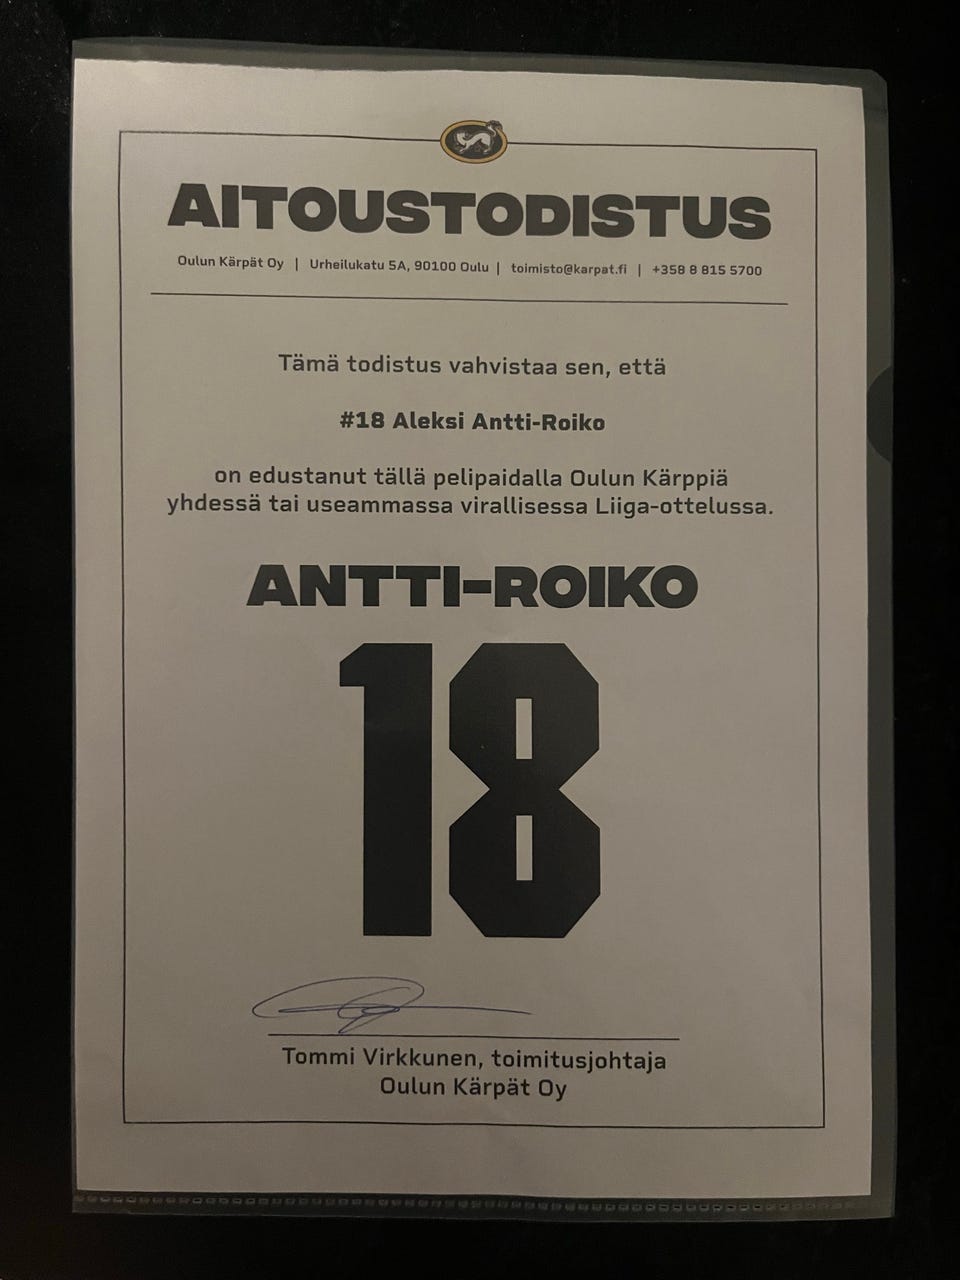 AITOUSTODISTUS
Oulun Kärpät Oy | Urheilukatu 5A, 90100 Oulu | toimisto@karpat.fi | +358 8 815 5700
Tämä todistus vahvistaa sen, että
#18 Aleksi Antti-Roiko
on edustanut tällä pelipaidalla Oulun Kärppiä
yhdessä tai useammassa virallisessa Liiga-ottelussa.
ANTTI-ROIKO
18
Tommi Virkkunen, toimitusjohtaja
Oulun Kärpät Oy